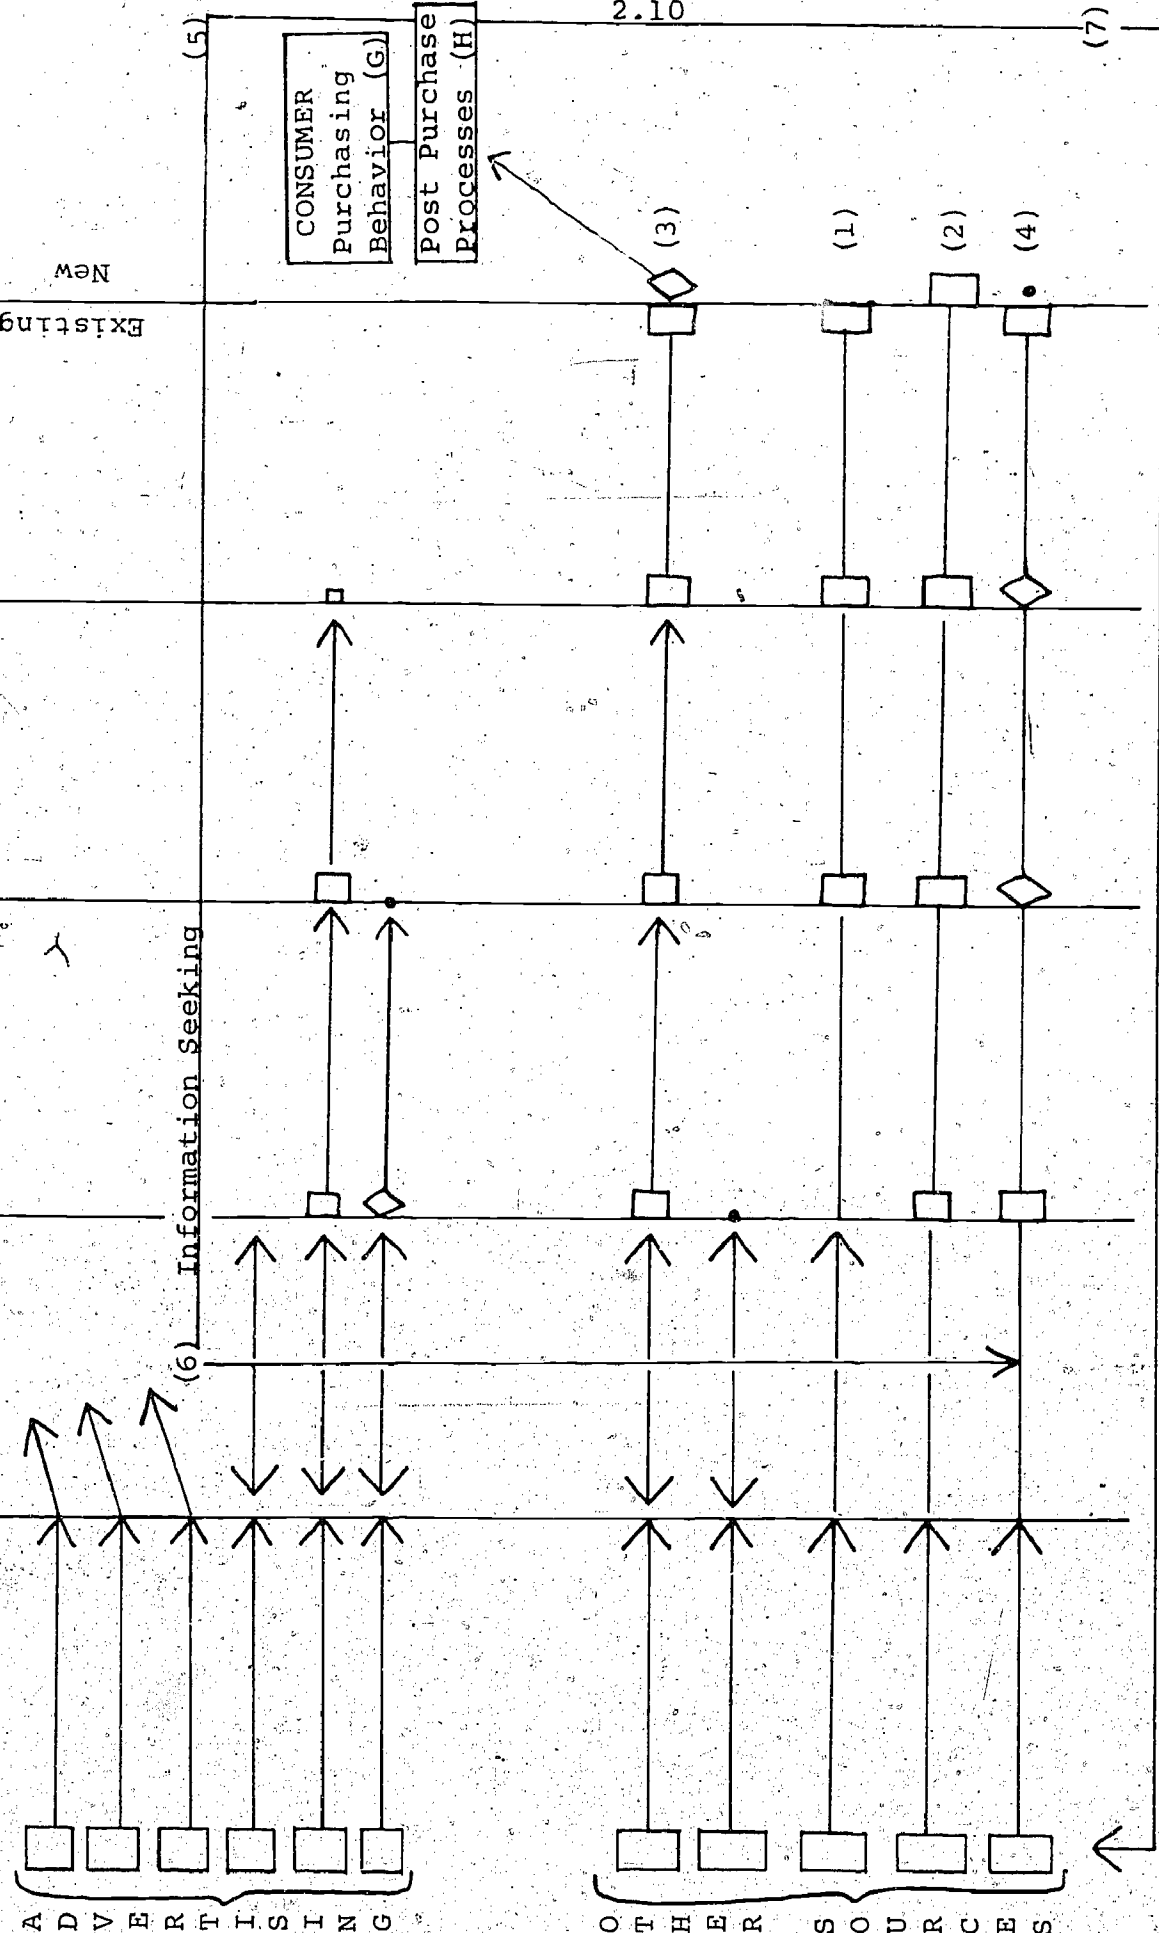 2.10
(5)
(7)
CONSUMER
Purchasing
Behavior (G)
Post Purchase
Processes (H)
New
Existing
(3)
(1)
(2)
(4)
Information Seeking
(6)
ADVERTISING
OTHER SOURCES